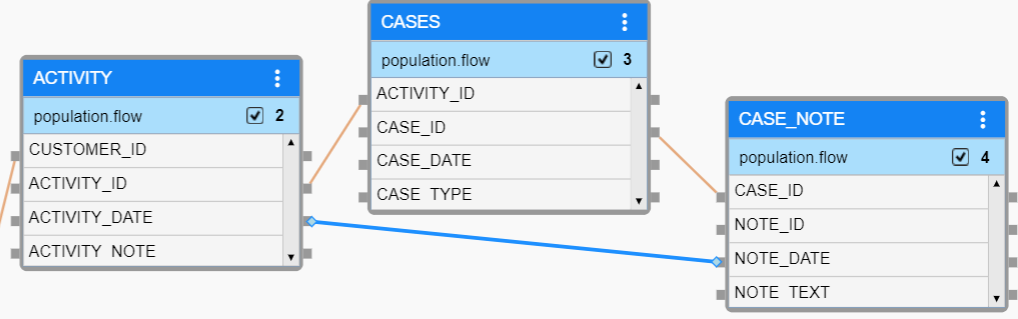 ACTIVITY
population.flow 2
CUSTOMER_ID
ACTIVITY_ID
ACTIVITY_DATE
ACTIVITY_NOTE
CASES
population.flow 3
ACTIVITY_ID
CASE_ID
CASE_DATE
CASE_TYPE
CASE_NOTE
population.flow 4
CASE_ID
NOTE_ID
NOTE_DATE
NOTE_TEXT